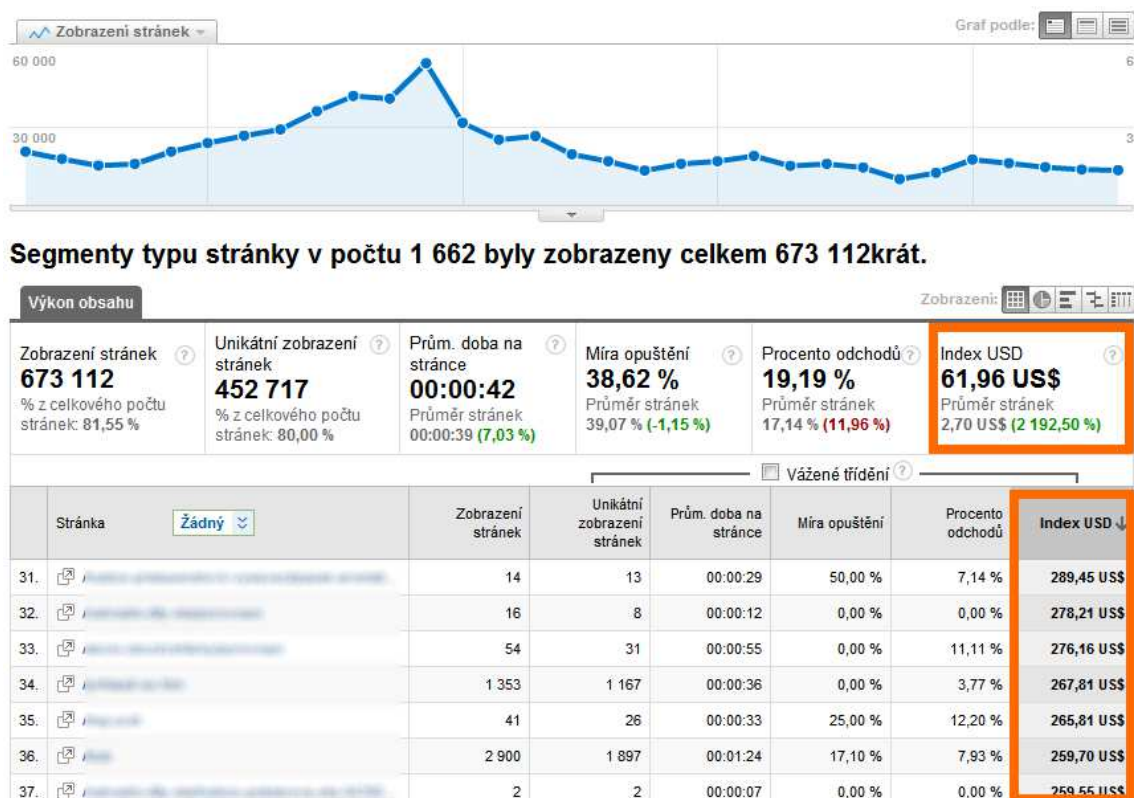 Zobrazení stránek
Graf podle:
60 000
6
30 000
3
Segmenty typu stránky v počtu 1 662 byly zobrazeny celkem 673 112krát.
Výkon obsahu
Zobrazení:
Zobrazení stránek ?
673 112
% z celkového počtu
stránek: 81,55 %
Unikátní zobrazení ?
stránek
452 717
% z celkového počtu
stránek: 80,00 %
Prům. doba na ?
stránce
00:00:42
Průměr stránek
00:00:39 (7,03 %)
Míra opuštění ?
38,62 %
Průměr stránek
39,07 % (-1,15 %)
Procento odchodů ?
19,19 %
Průměr stránek
17,14 % (11,96 %)
Index USD ?
61,96 US$
Průměr stránek
2,70 US$ (2 192,50 %)
Vážené třídění ?
Stránka Žádný
Zobrazení
stránek
Unikátní
zobrazení
stránek
Prům. doba na
stránce
Míra opuštění
Procento
odchodů
Index USD ↓
31. 14 13 00:00:29 50,00 % 7,14 % 289,45 US$
32. 16 8 00:00:12 0,00 % 0,00 % 278,21 US$
33. 54 31 00:00:55 0,00 % 11,11 % 276,16 US$
34. 1 353 1 167 00:00:36 0,00 % 3,77 % 267,81 US$
35. 41 26 00:00:33 25,00 % 12,20 % 265,81 US$
36. 2 900 1 897 00:01:24 17,10 % 7,93 % 259,70 US$
37. 2 2 00:00:07 0,00 % 0,00 % 259,55 US$